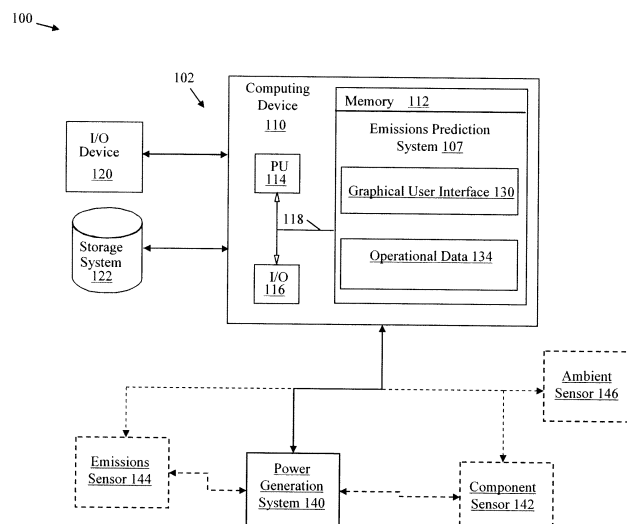 100
102
Computing
Device
110
Memory 112
Emissions Prediction
System 107
I/O
Device
120
PU
114
Graphical User Interface 130
118
Storage
System
122
Operational Data 134
I/O
116
Ambient
Sensor 146
Emissions
Sensor 144
Power
Generation
System 140
Component
Sensor 142